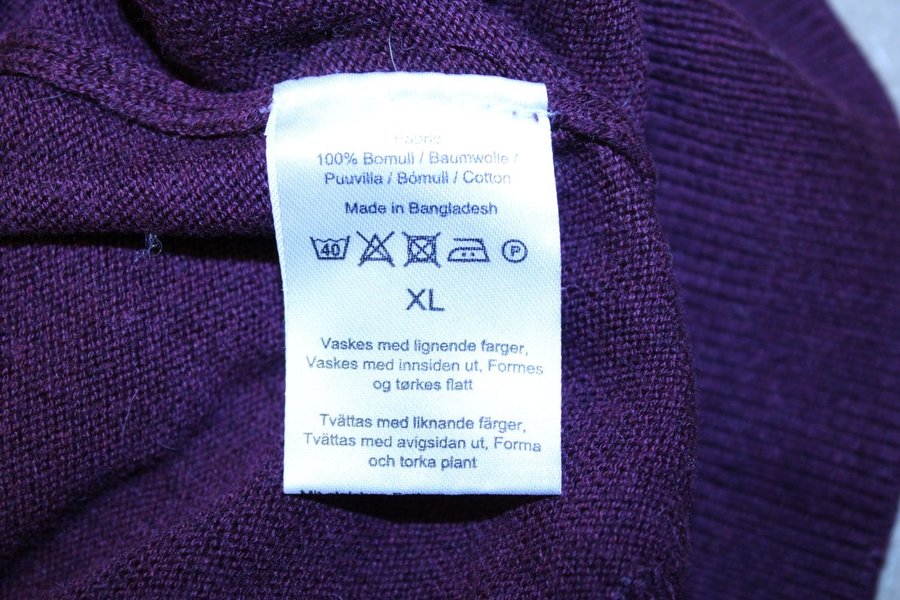 100% Bomull / Baumwolle /
Puuvilla / Bómull / Cotton
Made in Bangladesh
40 P
XL
Vaskes med lignende farger,
Vaskes med innsiden ut, Formes
og tørkes flatt
Tvättas med liknande färger,
Tvättas med avigsidan ut, Forma
och torka plant